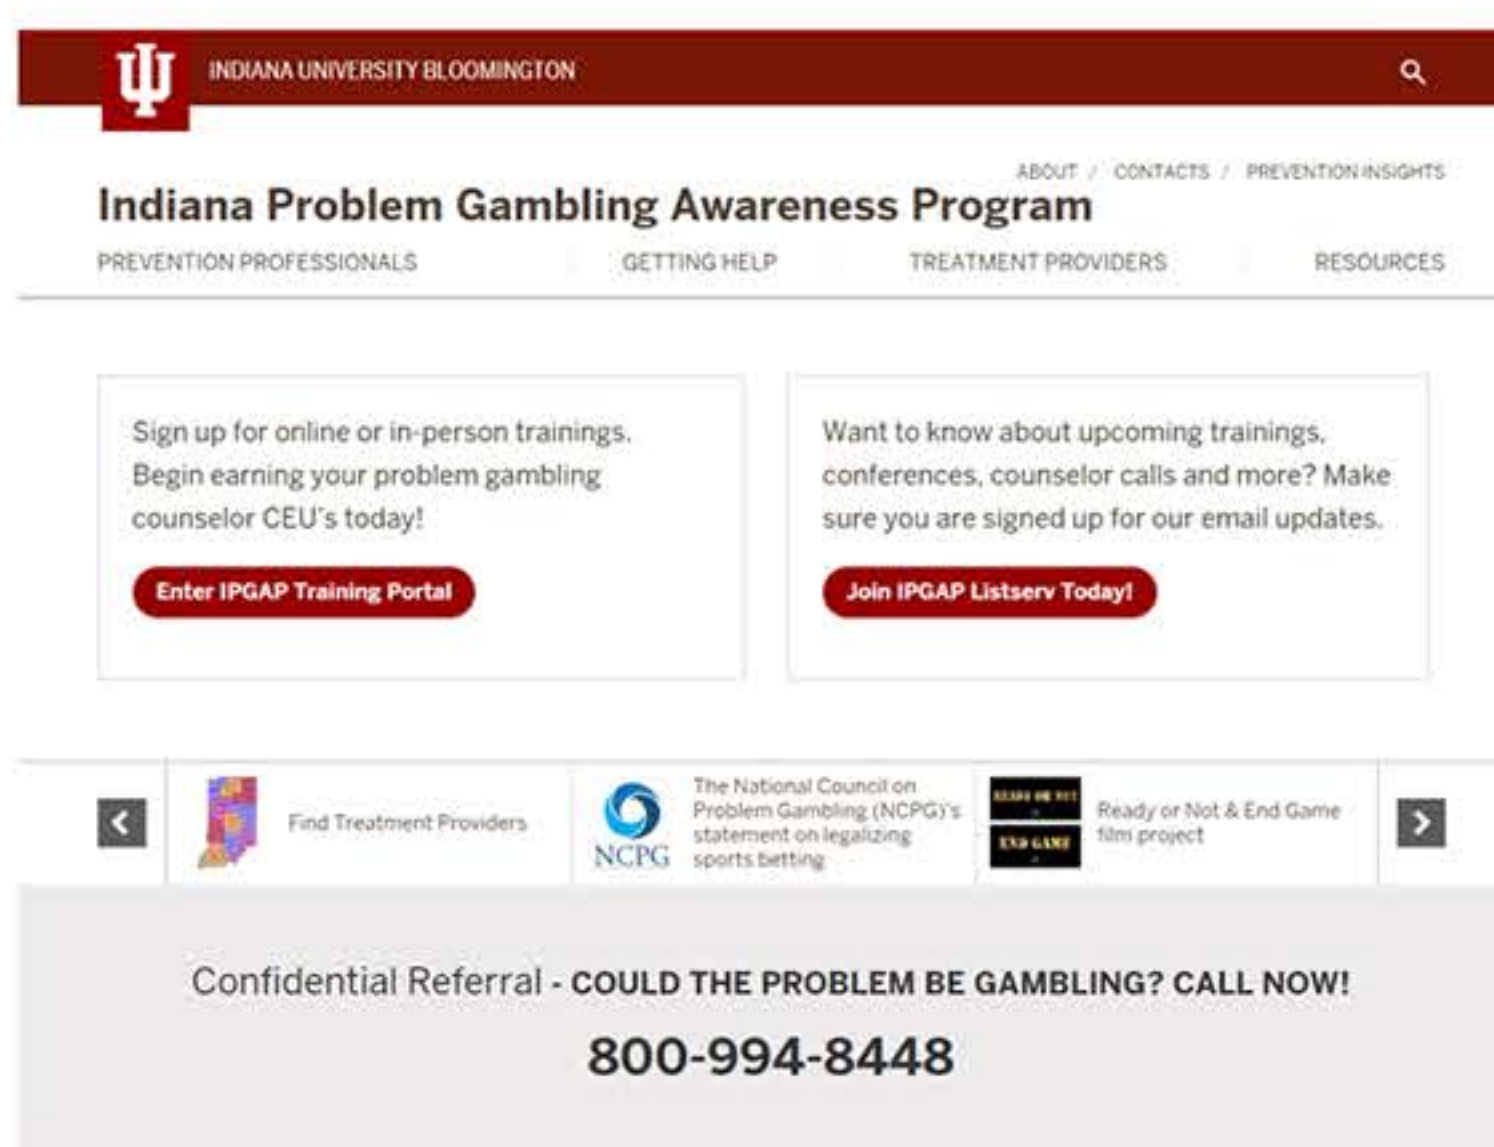 INDIANA UNIVERSITY BLOOMINGTON
ABOUT / CONTACTS / PREVENTION INSIGHTS
Indiana Problem Gambling Awareness Program
PREVENTION PROFESSIONALS
GETTING HELP
TREATMENT PROVIDERS
RESOURCES
Sign up for online or in-person trainings.
Begin earning your problem gambling
counselor CEU's today!
Enter IPGAP Training Portal
Want to know about upcoming trainings,
conferences, counselor calls and more? Make
sure you are signed up for our email updates.
Join IPGAP Listserv Today!
Find Treatment Providers
NCPG
The National Council on
Problem Gambling (NCPG)'s
statement on legalizing
sports betting
READY OR NOT
END GAME
Ready or Not & End Game
film project
Confidential Referral - COULD THE PROBLEM BE GAMBLING? CALL NOW!
800-994-8448